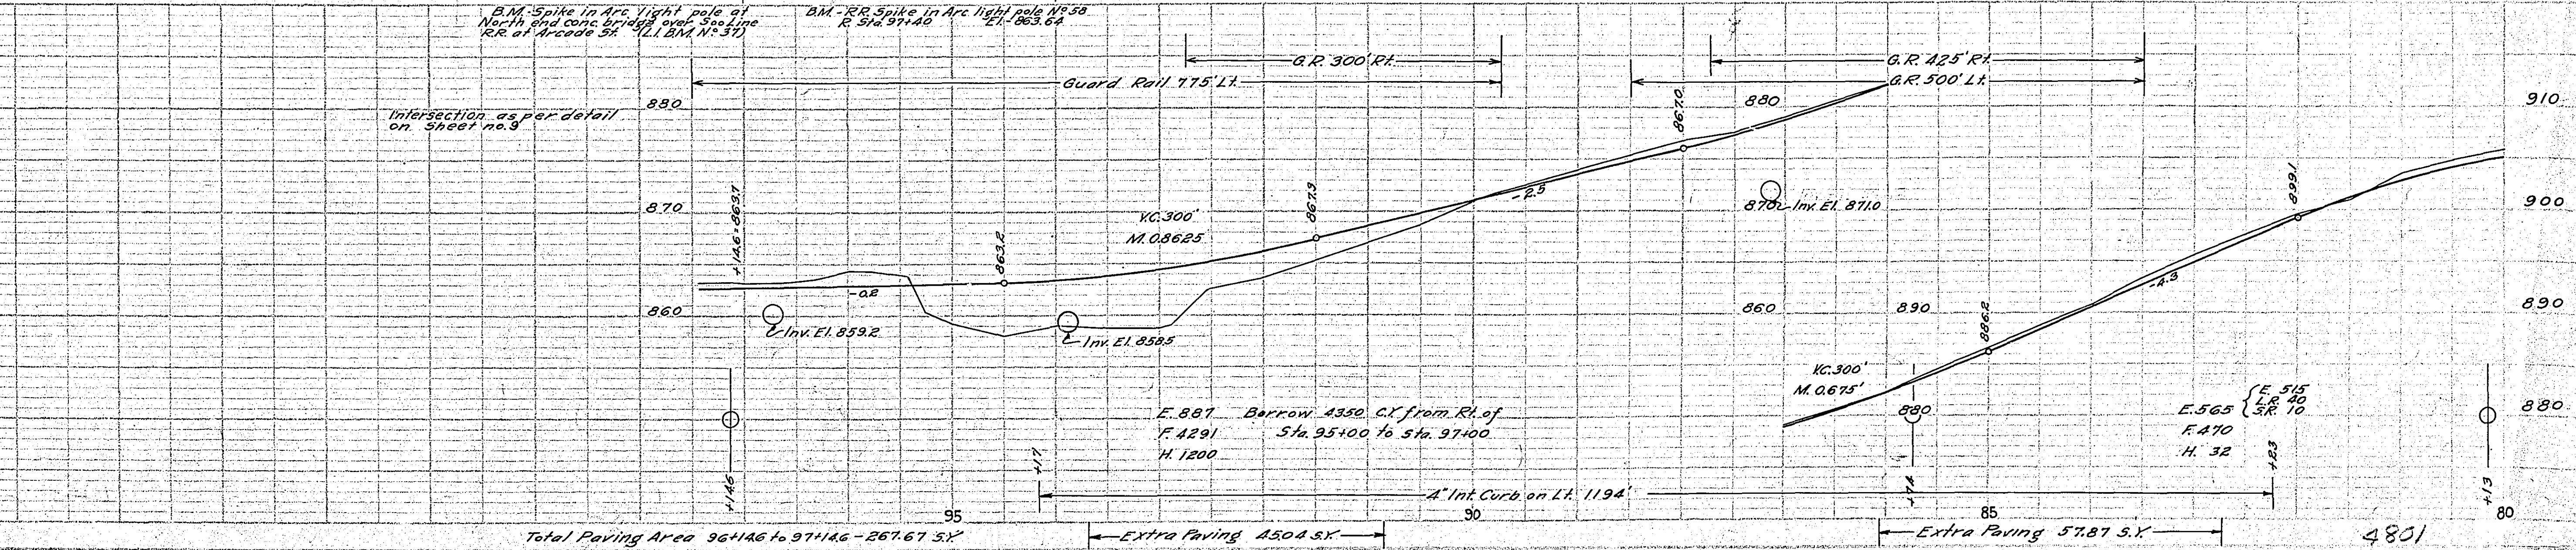 B.M.-Spike in Arc light pole at
North end conc. bridge over Soo Line
R.R. at Arcade St. (L.I. B.M. No 37)
B.M.-R.R. Spike in Arc light pole No 58
R. Sta. 97+40 El.-863.64
G.R. 300' Rt.
G.R. 425' Rt.
Guard Rail 775' Lt.
G.R. 500' Lt.
Intersection as per detail
on Sheet no. 9
880
867.0
880
910
+14.6=863.7
870
863.2
V.C. 300'
M. 0.8625
867.9
-2.5
870
Inv. El. 871.0
899.1
900
-0.2
860
Inv. El. 859.2
Inv. El. 858.5
860
890
886.2
-4.3
890
V.C. 300'
M. 0.675'
880
E. 887
F. 4291
H. 1200
Borrow 4350 C.Y. from Rt. of
Sta. 95+00 to Sta. 97+00
E. 565
E. 515
L.R. 40
S.R. 10
F. 470
H. 32
880
+14.6
+17
4" Int. Curb on Lt. 1194'
+74
+23
+13
95
90
85
80
Total Paving Area 96+14.6 to 97+14.6 - 267.67 S.Y.
Extra Paving 45.04 S.Y.
Extra Paving 57.87 S.Y.
4801